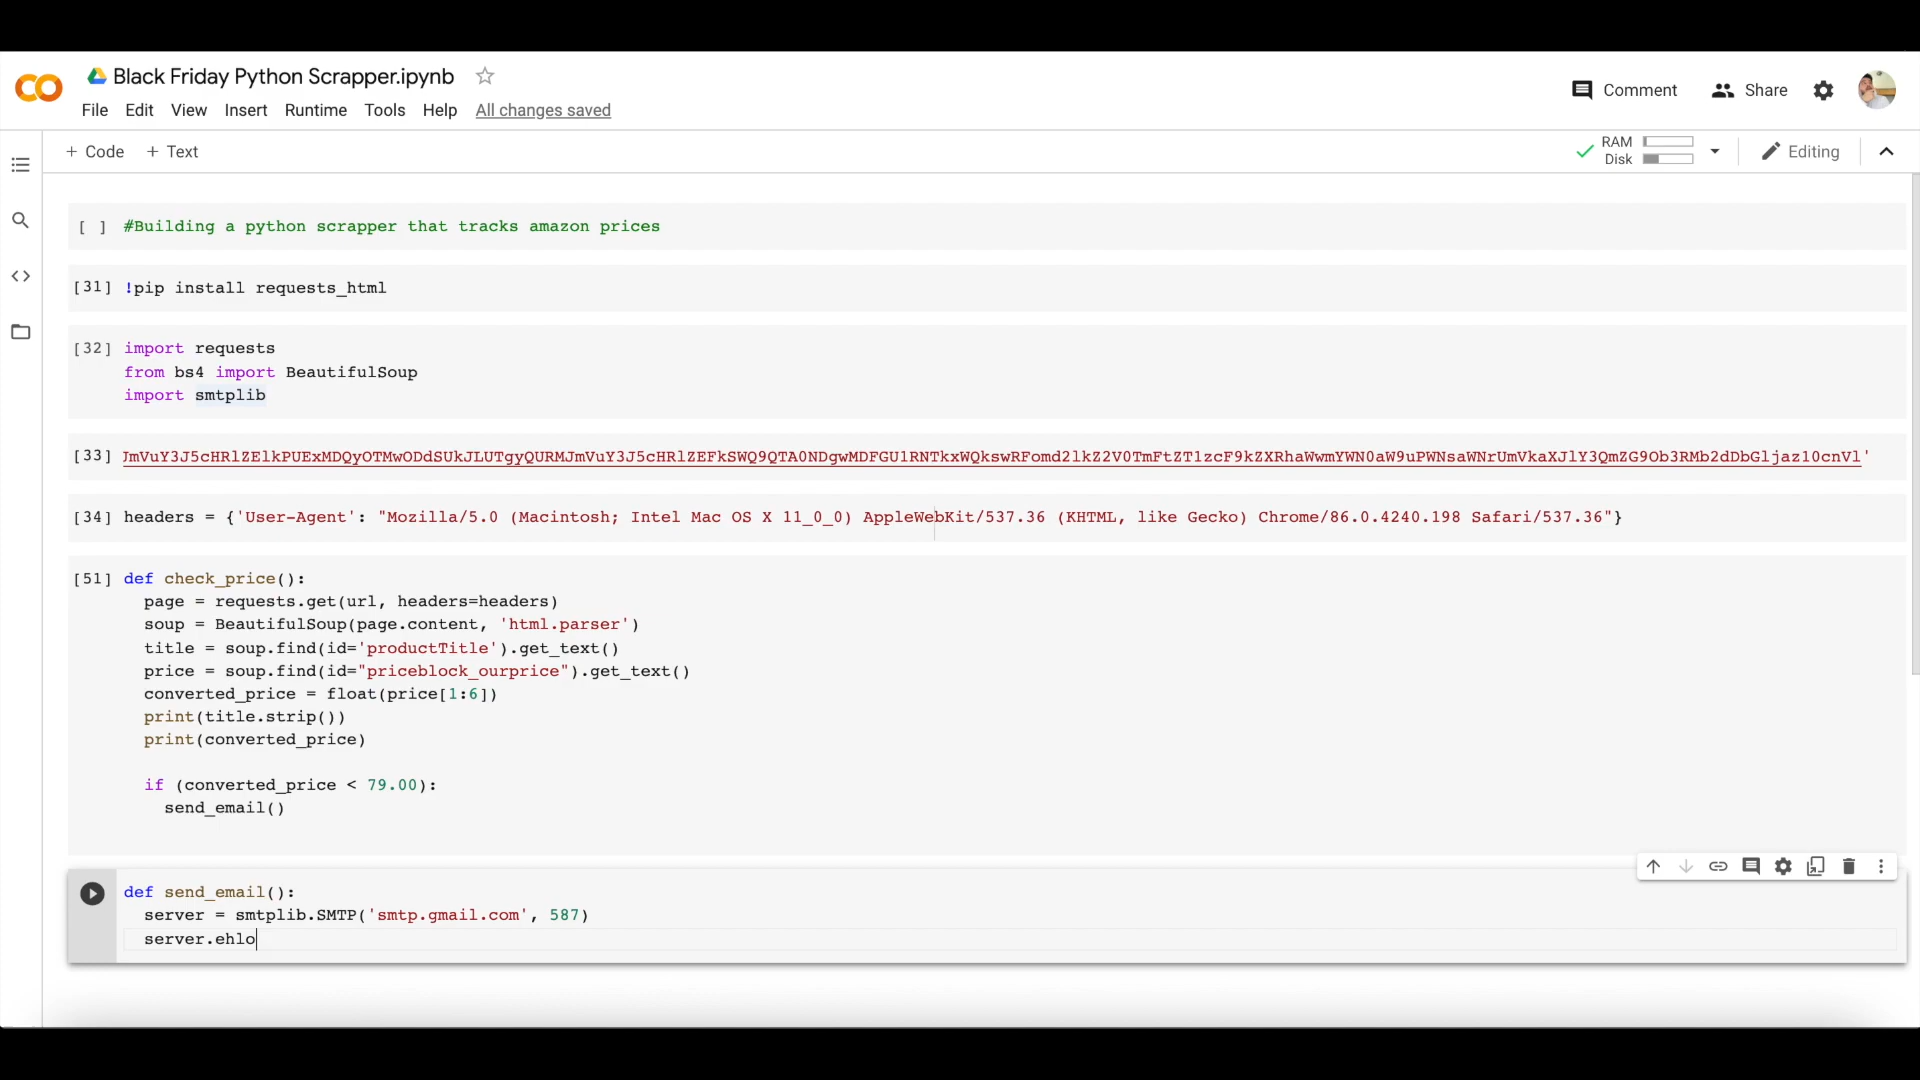 Black Friday Python Scrapper.ipynb
File Edit View Insert Runtime Tools Help All changes saved
Comment Share
+ Code + Text
RAM
Disk
Editing
[ ] #Building a python scrapper that tracks amazon prices
[31] !pip install requests_html
[32] import requests
from bs4 import BeautifulSoup
import smtplib
[33] JmVuY3J5cHRlZElkPUExMDQyOTMwODdSUkJLUTgyQURMJmVuY3J5cHRlZEFkSWQ9QTA0NDgwMDFGU1RNTkxWQkswRFomd2lkZ2V0TmFtZT1zcF9kZXRhaWwmYWN0aW9uPWNsaWNrUmVkaXJlY3QmZG9Ob3RMb2dDbGljaz10cnVl'
[34] headers = {'User-Agent': "Mozilla/5.0 (Macintosh; Intel Mac OS X 11_0_0) AppleWebKit/537.36 (KHTML, like Gecko) Chrome/86.0.4240.198 Safari/537.36"}
[51] def check_price():
page = requests.get(url, headers=headers)
soup = BeautifulSoup(page.content, 'html.parser')
title = soup.find(id='productTitle').get_text()
price = soup.find(id="priceblock_ourprice").get_text()
converted_price = float(price[1:6])
print(title.strip())
print(converted_price)
if (converted_price < 79.00):
send_email()
def send_email():
server = smtplib.SMTP('smtp.gmail.com', 587)
server.ehlo